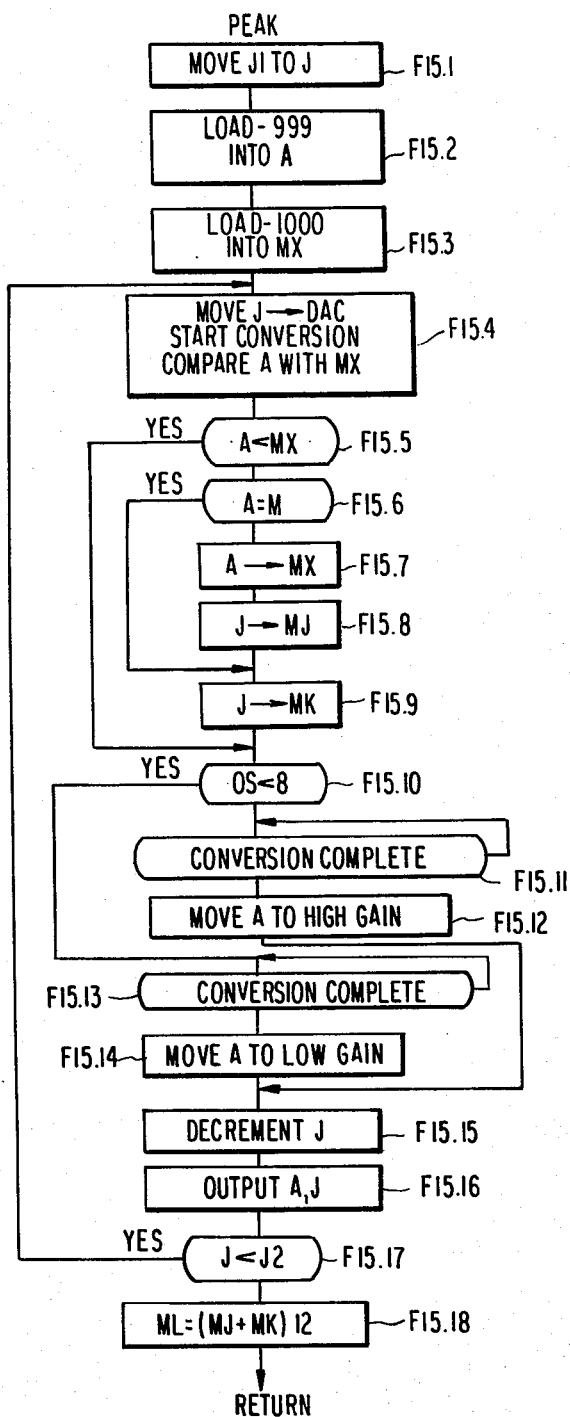 PEAK
MOVE J1 TO J
F15.1
LOAD-999
INTO A
F15.2
LOAD-1000
INTO MX
F15.3
MOVE J → DAC
START CONVERSION
COMPARE A WITH MX
F15.4
YES
A<MX
F15.5
YES
A=M
F15.6
A → MX
F15.7
J → MJ
F15.8
J → MK
F15.9
YES
OS<8
F15.10
CONVERSION COMPLETE
F15.11
MOVE A TO HIGH GAIN
F15.12
F15.13
CONVERSION COMPLETE
F15.14
MOVE A TO LOW GAIN
DECREMENT J
F15.15
OUTPUT A,J
F15.16
YES
J<J2
F15.17
ML=(MJ+MK) 12
F15.18
RETURN